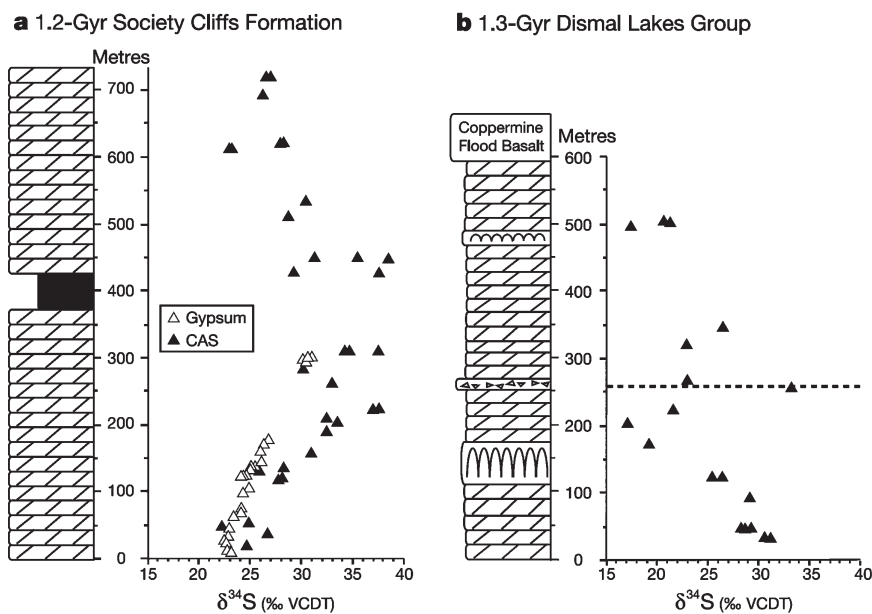 a 1.2-Gyr Society Cliffs Formation
Metres
700
600
500
400
300
200
100
0
Gypsum
CAS
15 20 25 30 35 40
δ³⁴S (‰ VCDT)
b 1.3-Gyr Dismal Lakes Group
Coppermine
Flood Basalt
Metres
600
500
400
300
200
100
0
15 20 25 30 35 40
δ³⁴S (‰ VCDT)